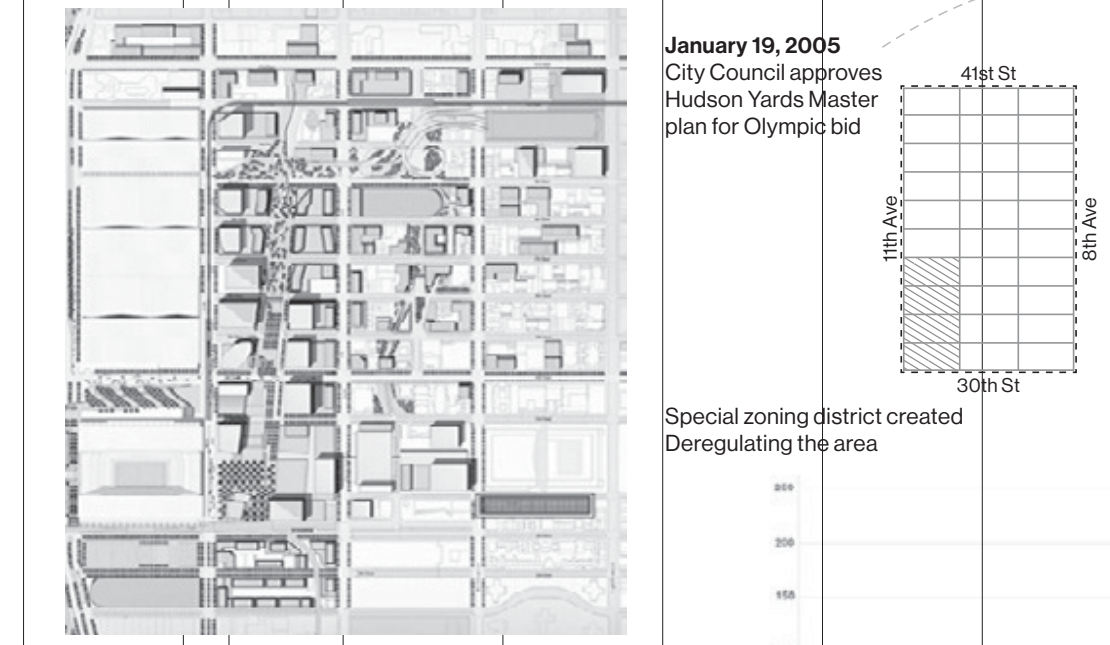 January 19, 2005
City Council approves
Hudson Yards Master
plan for Olympic bid
41st St
11th Ave
8th Ave
30th St
Special zoning district created
Deregulating the area
200
150